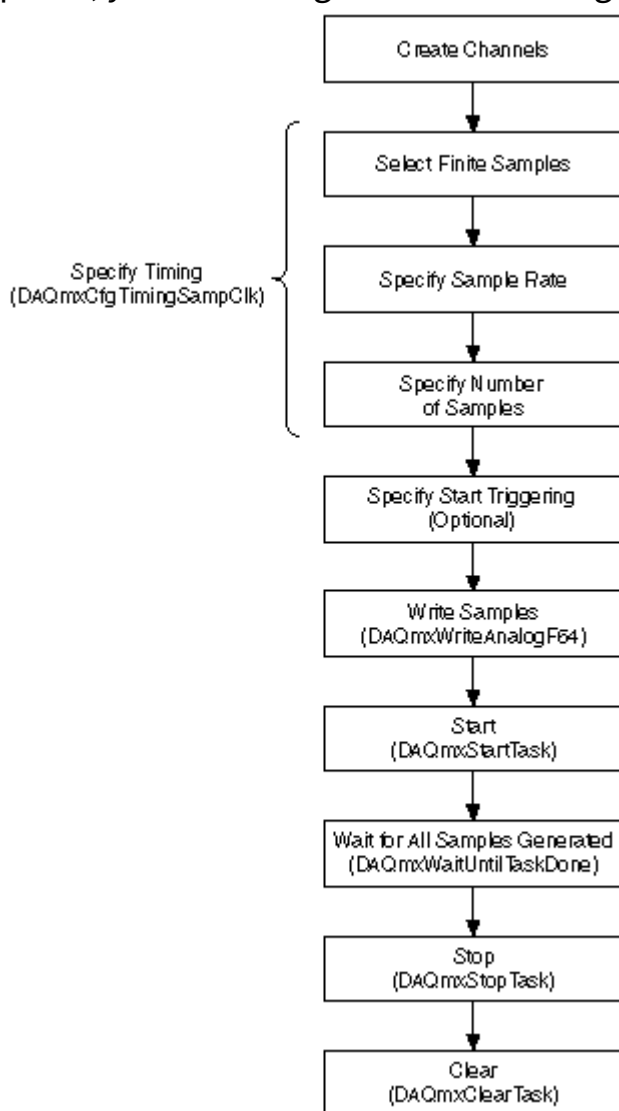 Create Channels
Select Finite Samples
Specify Timing
(DAQmxCfgTimingSampClk)
Specify Sample Rate
Specify Number
of Samples
Specify Start Triggering
(Optional)
Write Samples
(DAQmxWriteAnalogF64)
Start
(DAQmxStartTask)
Wait for All Samples Generated
(DAQmxWaitUntilTaskDone)
Stop
(DAQmxStopTask)
Clear
(DAQmxClearTask)